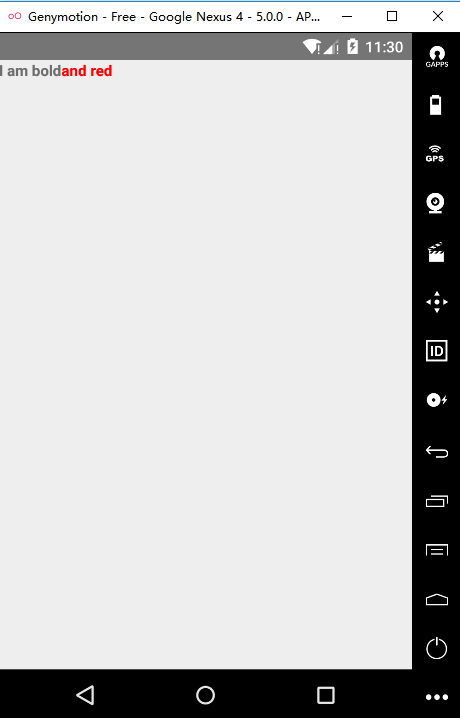 Genymotion - Free - Google Nexus 4 - 5.0.0 - AP...
11:30
I am boldand red
GAPPS
GPS
ID